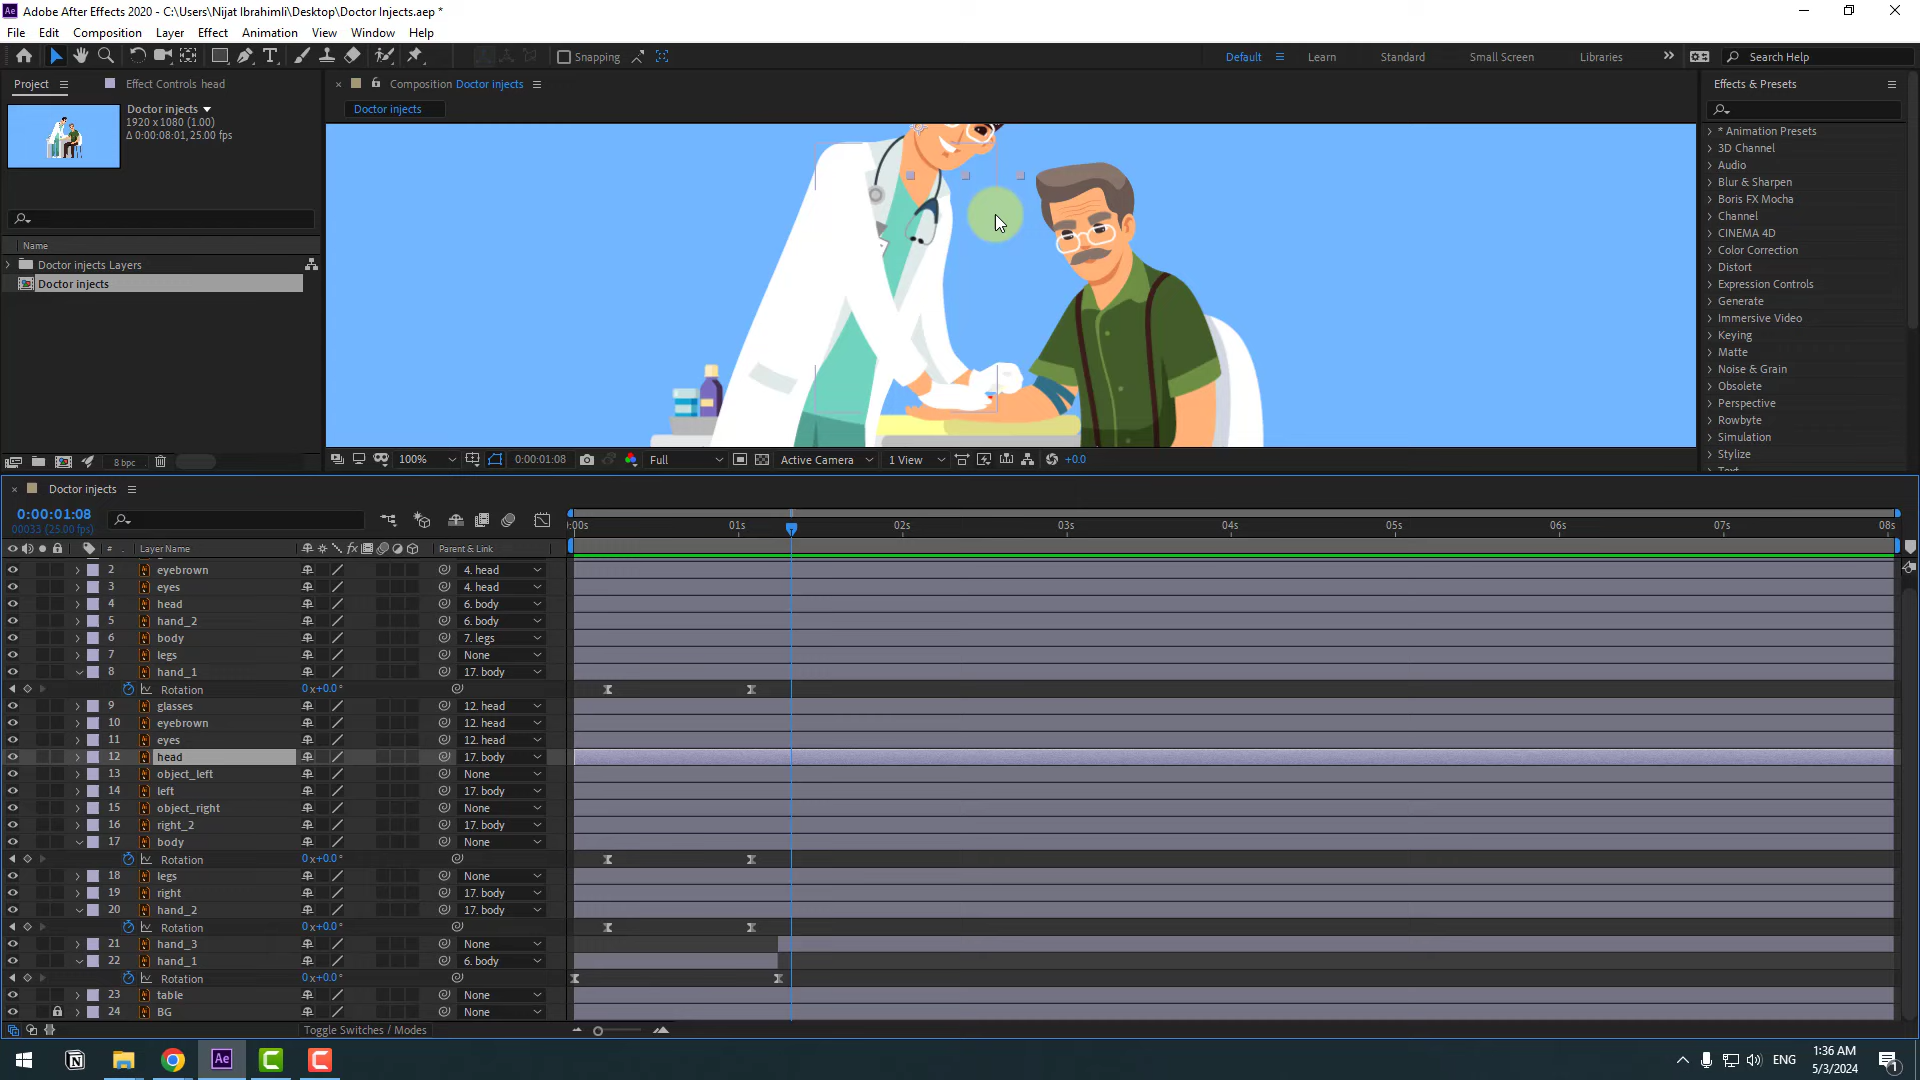 Adobe After Effects 2020 - C:\Users\Nijat Ibrahimli\Desktop\Doctor Injects.aep *
File Edit Composition Layer Effect Animation View Window Help
Snapping
Default Learn Standard Small Screen Libraries Search Help
Project Effect Controls head
Doctor injects
1920 x 1080 (1.00)
Δ 0:00:08:01, 25.00 fps
Name
Doctor injects Layers
Doctor injects
8 bpc
Composition Doctor injects
Doctor injects
100% 0:00:01:08 Full Active Camera 1 View +0.0
Effects & Presets
* Animation Presets
3D Channel
Audio
Blur & Sharpen
Boris FX Mocha
Channel
CINEMA 4D
Color Correction
Distort
Expression Controls
Generate
Immersive Video
Keying
Matte
Noise & Grain
Obsolete
Perspective
Rowbyte
Simulation
Stylize
Text
Doctor injects
0:00:01:08
00033 (25.00 fps)
:00s 01s 02s 03s 04s 05s 06s 07s 08s
# Layer Name fx Parent & Link
2 eyebrown 4. head
3 eyes 4. head
4 head 6. body
5 hand_2 6. body
6 body 7. legs
7 legs None
8 hand_1 17. body
Rotation 0x+0.0°
9 glasses 12. head
10 eyebrown 12. head
11 eyes 12. head
12 head 17. body
13 object_left None
14 left 17. body
15 object_right None
16 right_2 17. body
17 body None
Rotation 0x+0.0°
18 legs None
19 right 17. body
20 hand_2 17. body
Rotation 0x+0.0°
21 hand_3 None
22 hand_1 6. body
Rotation 0x+0.0°
23 table None
24 BG None
Toggle Switches / Modes
Ae
ENG
1:36 AM
5/3/2024
1